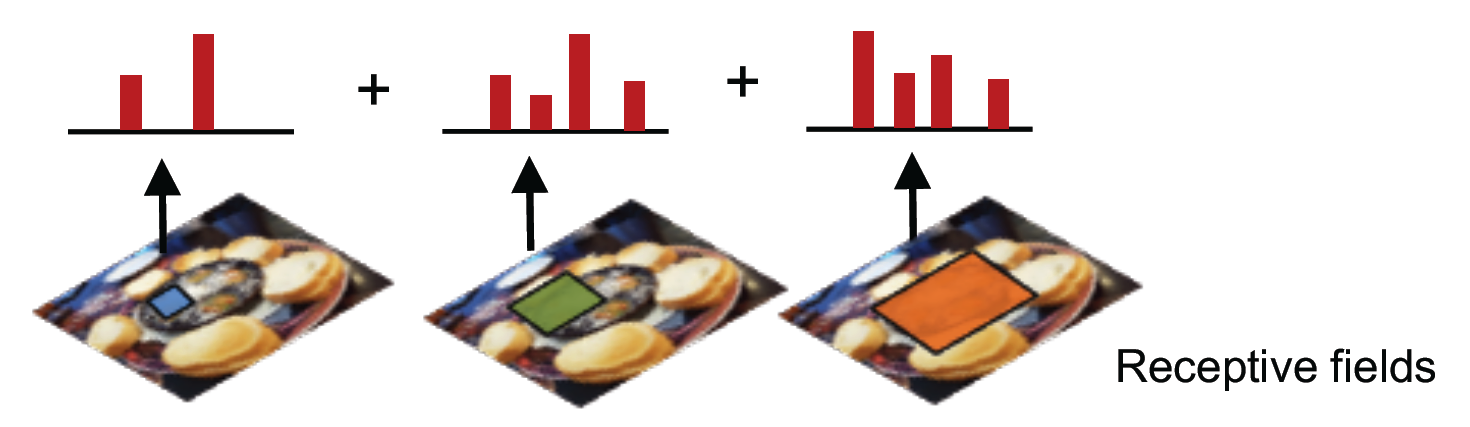 + +
Receptive fields